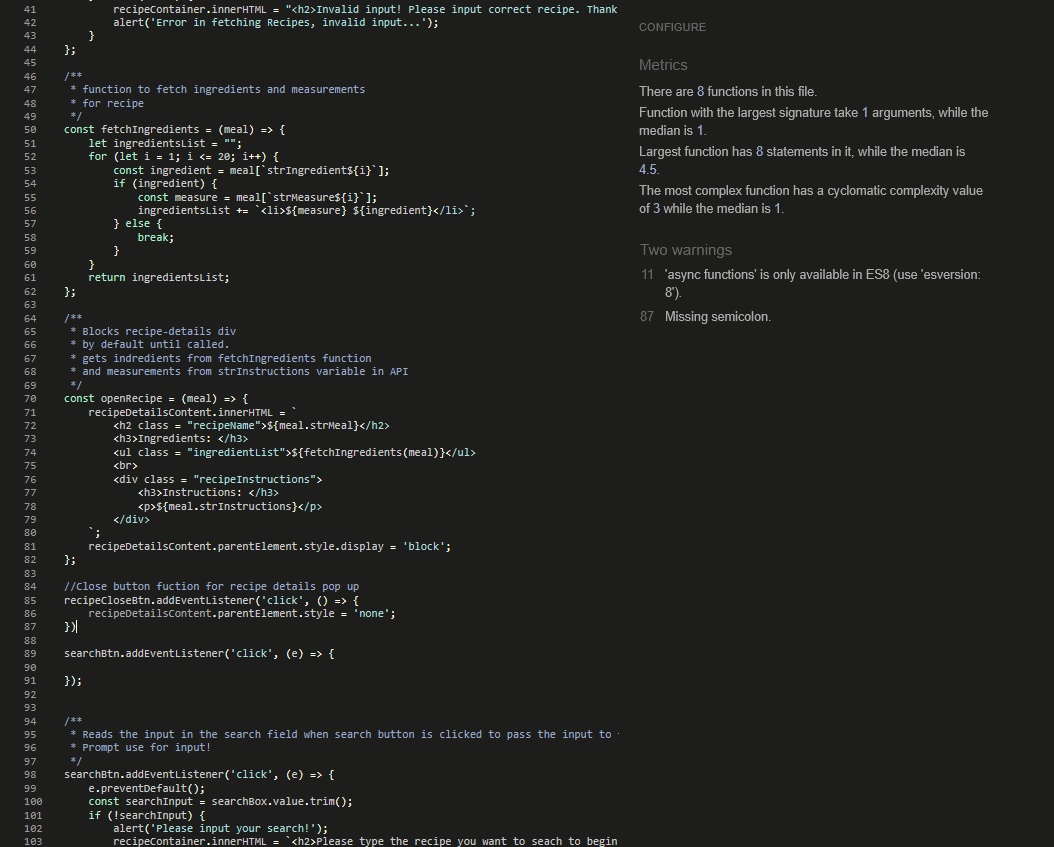 41 recipeContainer.innerHTML = "<h2>Invalid input! Please input correct recipe. Thank
42 alert('Error in fetching Recipes, invalid input...');
43 }
44 };
45
46 /**
47 * function to fetch ingredients and measurements
48 * for recipe
49 */
50 const fetchIngredients = (meal) => {
51 let ingredientsList = "";
52 for (let i = 1; i <= 20; i++) {
53 const ingredient = meal[`strIngredient${i}`];
54 if (ingredient) {
55 const measure = meal[`strMeasure${i}`];
56 ingredientsList += `<li>${measure} ${ingredient}</li>`;
57 } else {
58 break;
59 }
60 }
61 return ingredientsList;
62 };
63
64 /**
65 * Blocks recipe-details div
66 * by default until called.
67 * gets indredients from fetchIngredients function
68 * and measurements from strInstructions variable in API
69 */
70 const openRecipe = (meal) => {
71 recipeDetailsContent.innerHTML = `
72 <h2 class = "recipeName">${meal.strMeal}</h2>
73 <h3>Ingredients: </h3>
74 <ul class = "ingredientList">${fetchIngredients(meal)}</ul>
75 <br>
76 <div class = "recipeInstructions">
77 <h3>Instructions: </h3>
78 <p>${meal.strInstructions}</p>
79 </div>
80 `;
81 recipeDetailsContent.parentElement.style.display = 'block';
82 };
83
84 //Close button fuction for recipe details pop up
85 recipeCloseBtn.addEventListener('click', () => {
86 recipeDetailsContent.parentElement.style = 'none';
87 })
88
89 searchBtn.addEventListener('click', (e) => {
90
91 });
92
93
94 /**
95 * Reads the input in the search field when search button is clicked to pass the input to
96 * Prompt use for input!
97 */
98 searchBtn.addEventListener('click', (e) => {
99 e.preventDefault();
100 const searchInput = searchBox.value.trim();
101 if (!searchInput) {
102 alert('Please input your search!');
103 recipeContainer.innerHTML = `<h2>Please type the recipe you want to seach to begin
CONFIGURE
Metrics
There are 8 functions in this file.
Function with the largest signature take 1 arguments, while the
median is 1.
Largest function has 8 statements in it, while the median is
4.5.
The most complex function has a cyclomatic complexity value
of 3 while the median is 1.
Two warnings
11 'async functions' is only available in ES8 (use 'esversion:
8').
87 Missing semicolon.